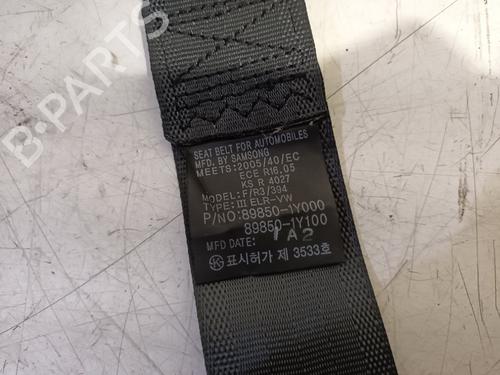 B-PARTS
SEAT BELT FOR AUTOMOBILES
MFD. BY SAMSONG
MEETS:2005/40/EC
ECE R16.05
KS R 4027
MODEL:F/R3/394
TYPE:III ELR-VW
P/NO:89850-1Y000
89850-1Y100
MFD DATE: 1A2
표시허가 제 3533호